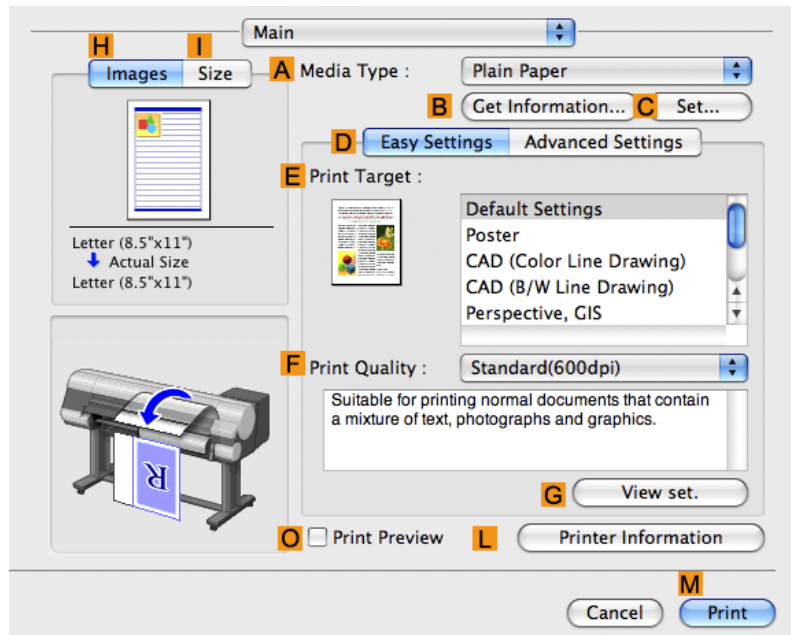 Main
H
I
Images
Size
A
Media Type :
Plain Paper
B
Get Information...
C
Set...
D
Easy Settings
Advanced Settings
E
Print Target :
Default Settings
Poster
CAD (Color Line Drawing)
CAD (B/W Line Drawing)
Perspective, GIS
Letter (8.5"x11")
Actual Size
Letter (8.5"x11")
F
Print Quality :
Standard(600dpi)
Suitable for printing normal documents that contain
a mixture of text, photographs and graphics.
R
G
View set.
O
Print Preview
L
Printer Information
M
Cancel
Print